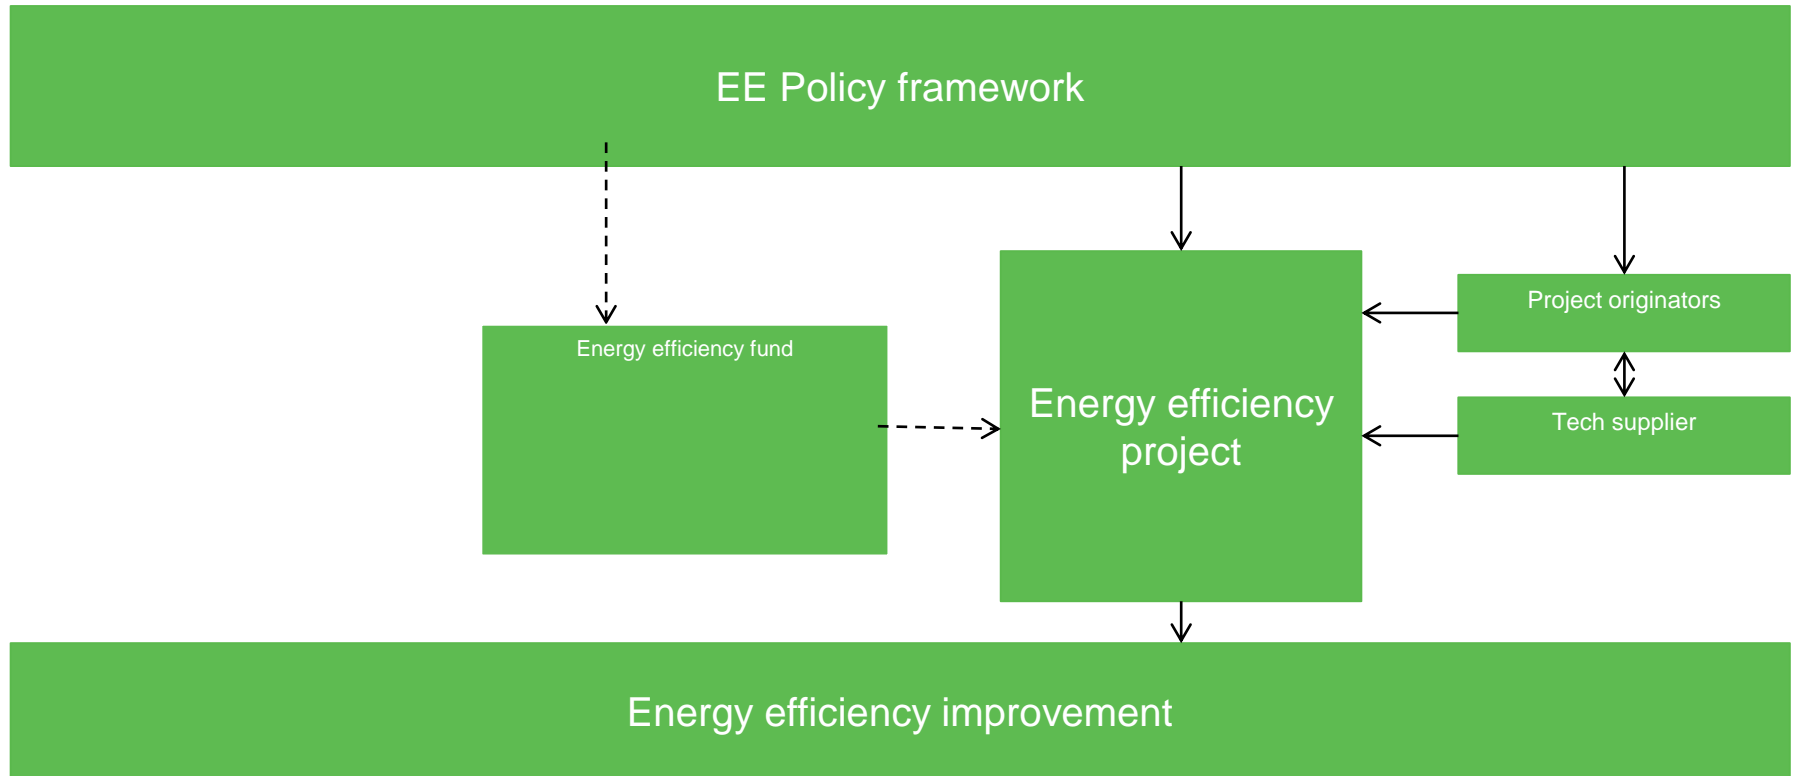 EE Policy framework
Energy efficiency fund
Energy efficiency
project
Project originators
Tech supplier
Energy efficiency improvement